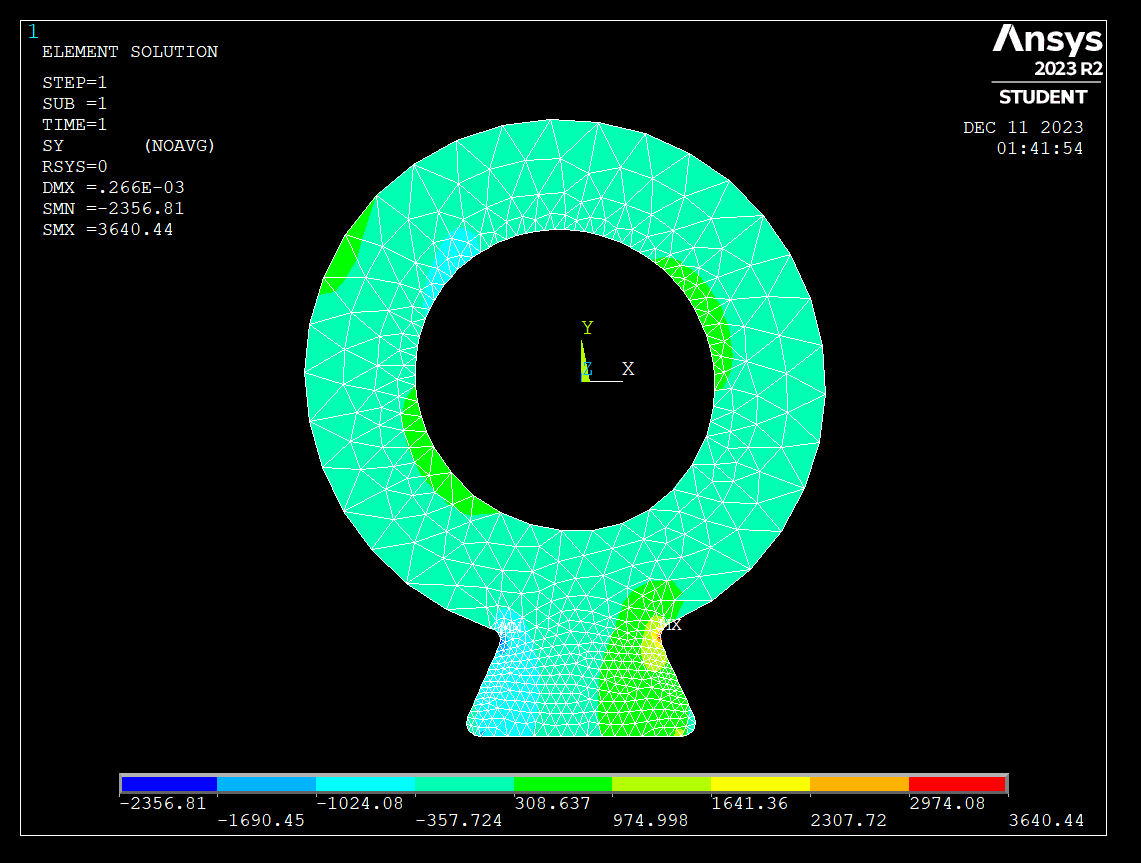 1
ELEMENT SOLUTION
STEP=1
SUB =1
TIME=1
SY (NOAVG)
RSYS=0
DMX =.266E-03
SMN =-2356.81
SMX =3640.44
Ansys
2023 R2
STUDENT
DEC 11 2023
01:41:54
Y
Z X
MX
-2356.81 -1024.08 308.637 1641.36 2974.08
-1690.45 -357.724 974.998 2307.72 3640.44